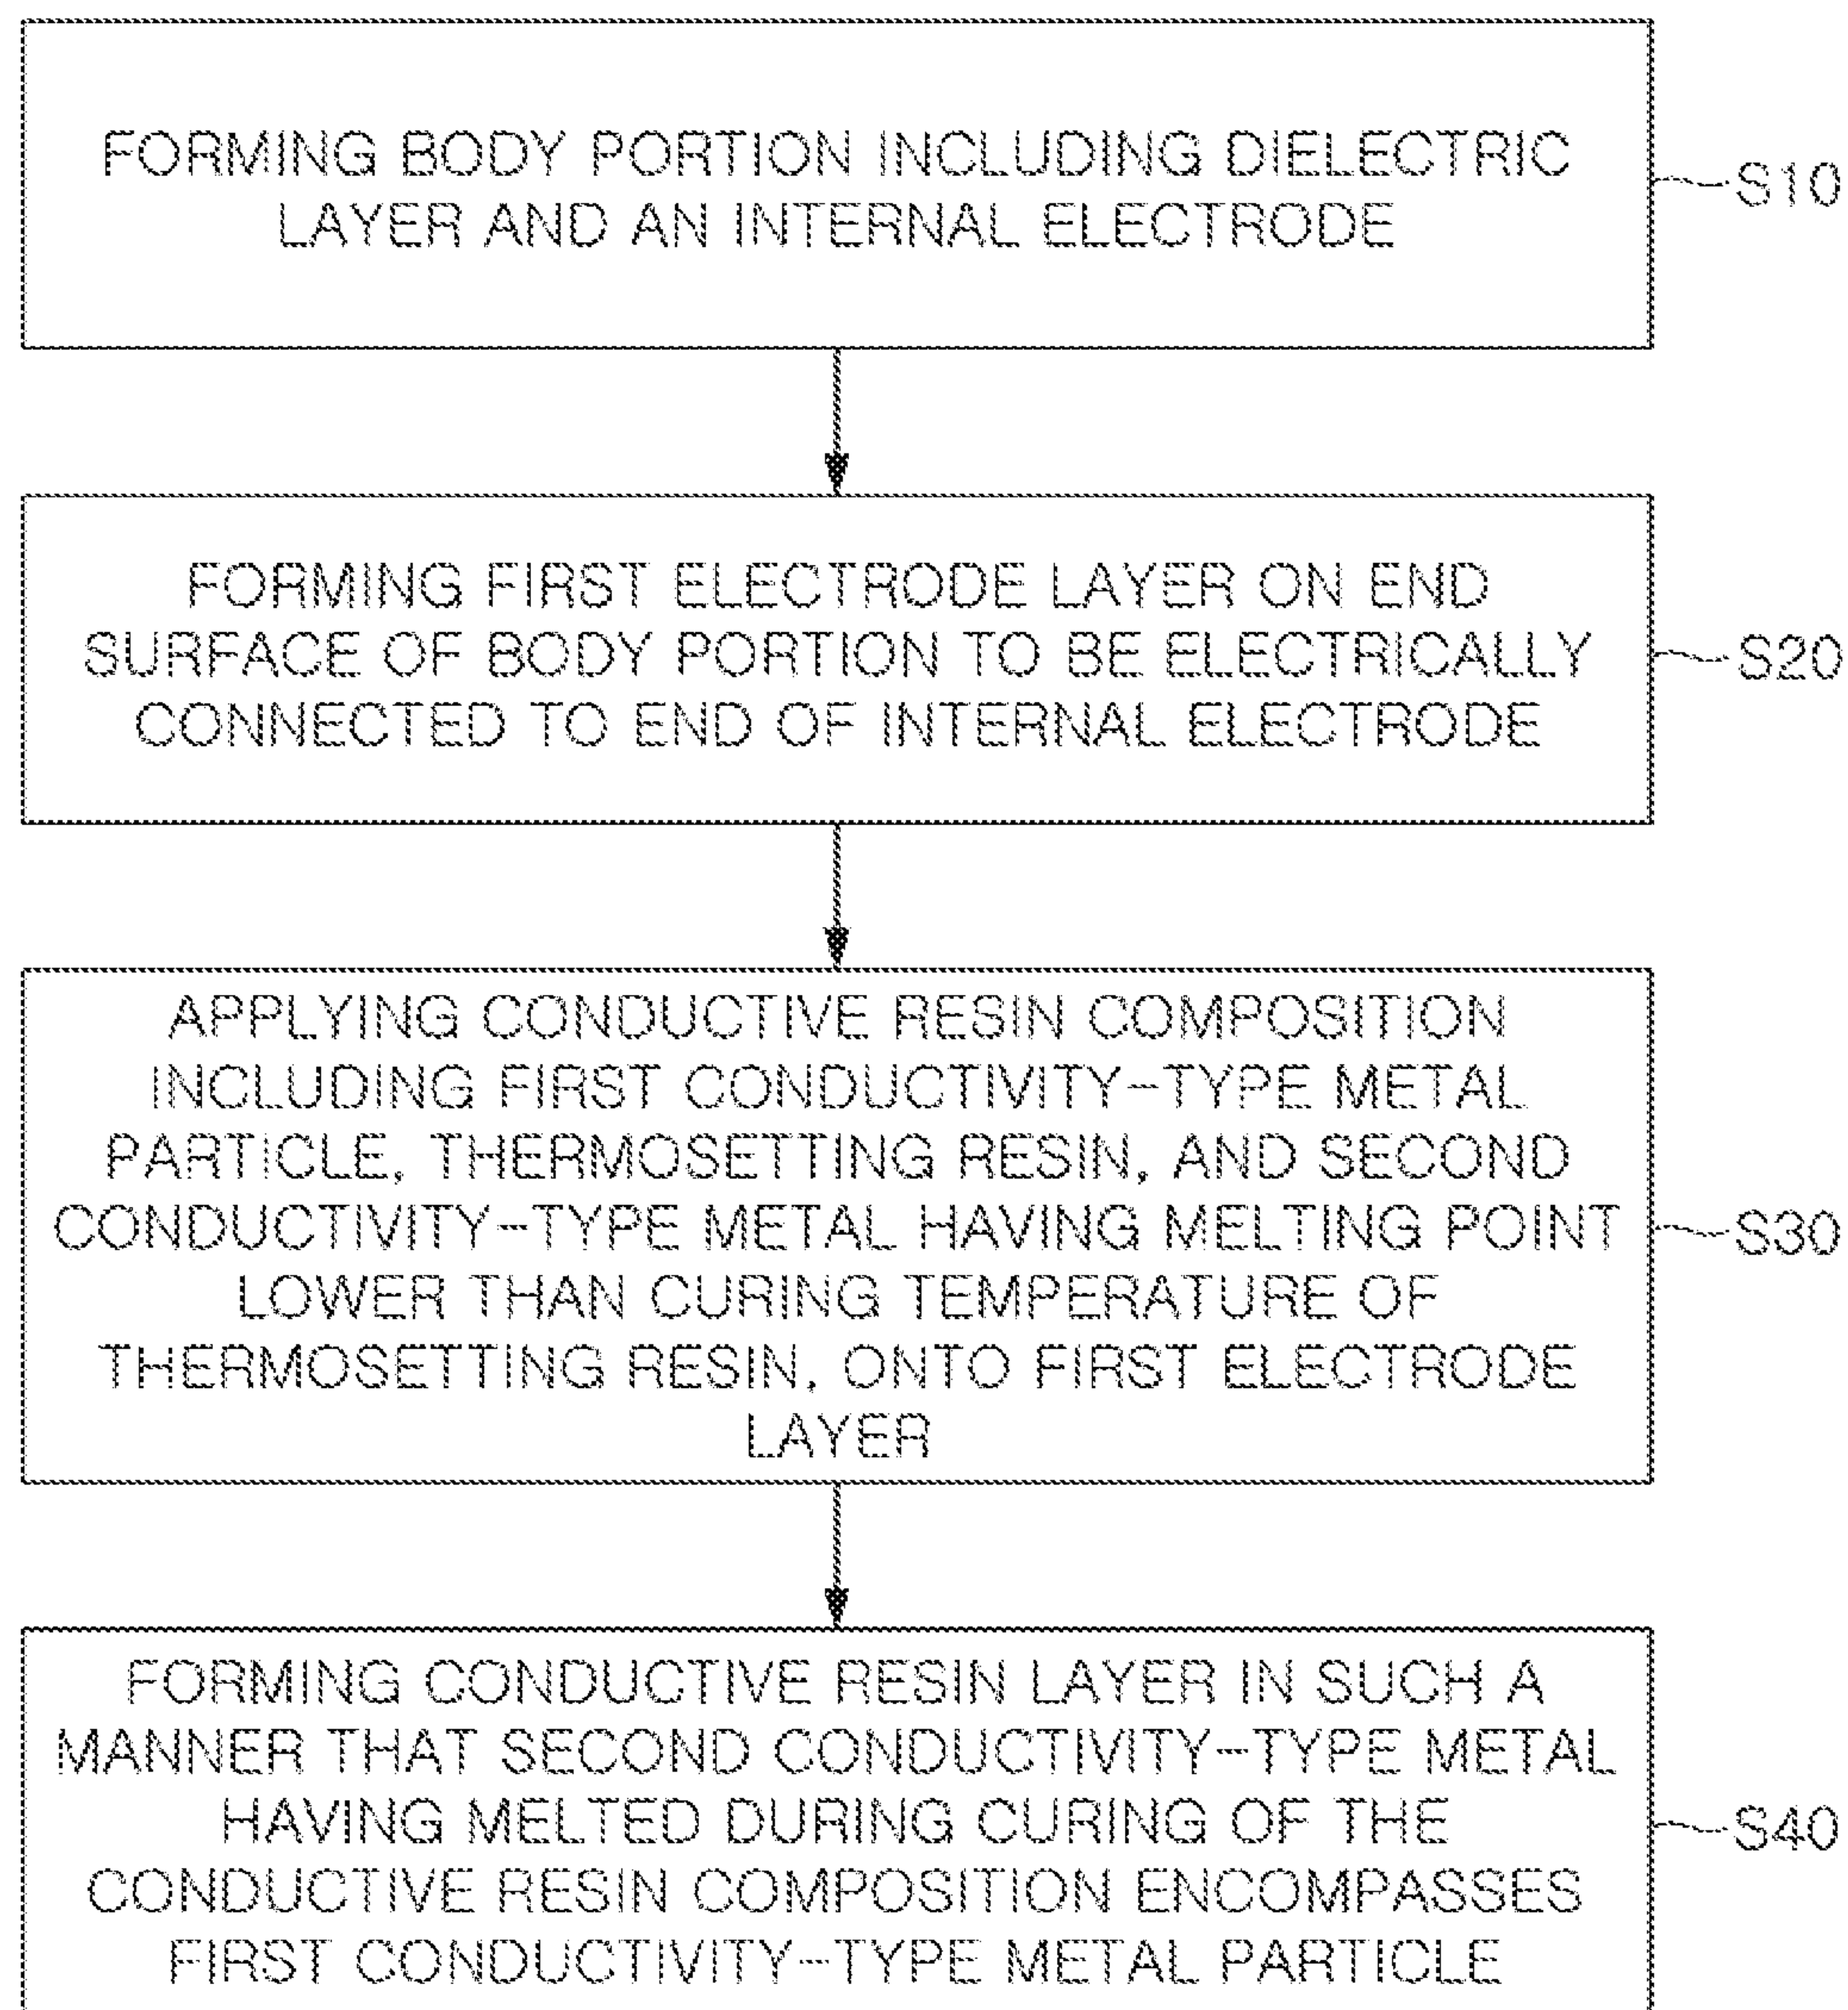 FORMING BODY PORTION INCLUDING DIELECTRIC
LAYER AND AN INTERNAL ELECTRODE
S10
FORMING FIRST ELECTRODE LAYER ON END
SURFACE OF BODY PORTION TO BE ELECTRICALLY
CONNECTED TO END OF INTERNAL ELECTRODE
S20
APPLYING CONDUCTIVE RESIN COMPOSITION
INCLUDING FIRST CONDUCTIVITY-TYPE METAL
PARTICLE, THERMOSETTING RESIN, AND SECOND
CONDUCTIVITY-TYPE METAL HAVING MELTING POINT
LOWER THAN CURING TEMPERATURE OF
THERMOSETTING RESIN, ONTO FIRST ELECTRODE
LAYER
S30
FORMING CONDUCTIVE RESIN LAYER IN SUCH A
MANNER THAT SECOND CONDUCTIVITY-TYPE METAL
HAVING MELTED DURING CURING OF THE
CONDUCTIVE RESIN COMPOSITION ENCOMPASSES
FIRST CONDUCTIVITY-TYPE METAL PARTICLE
S40